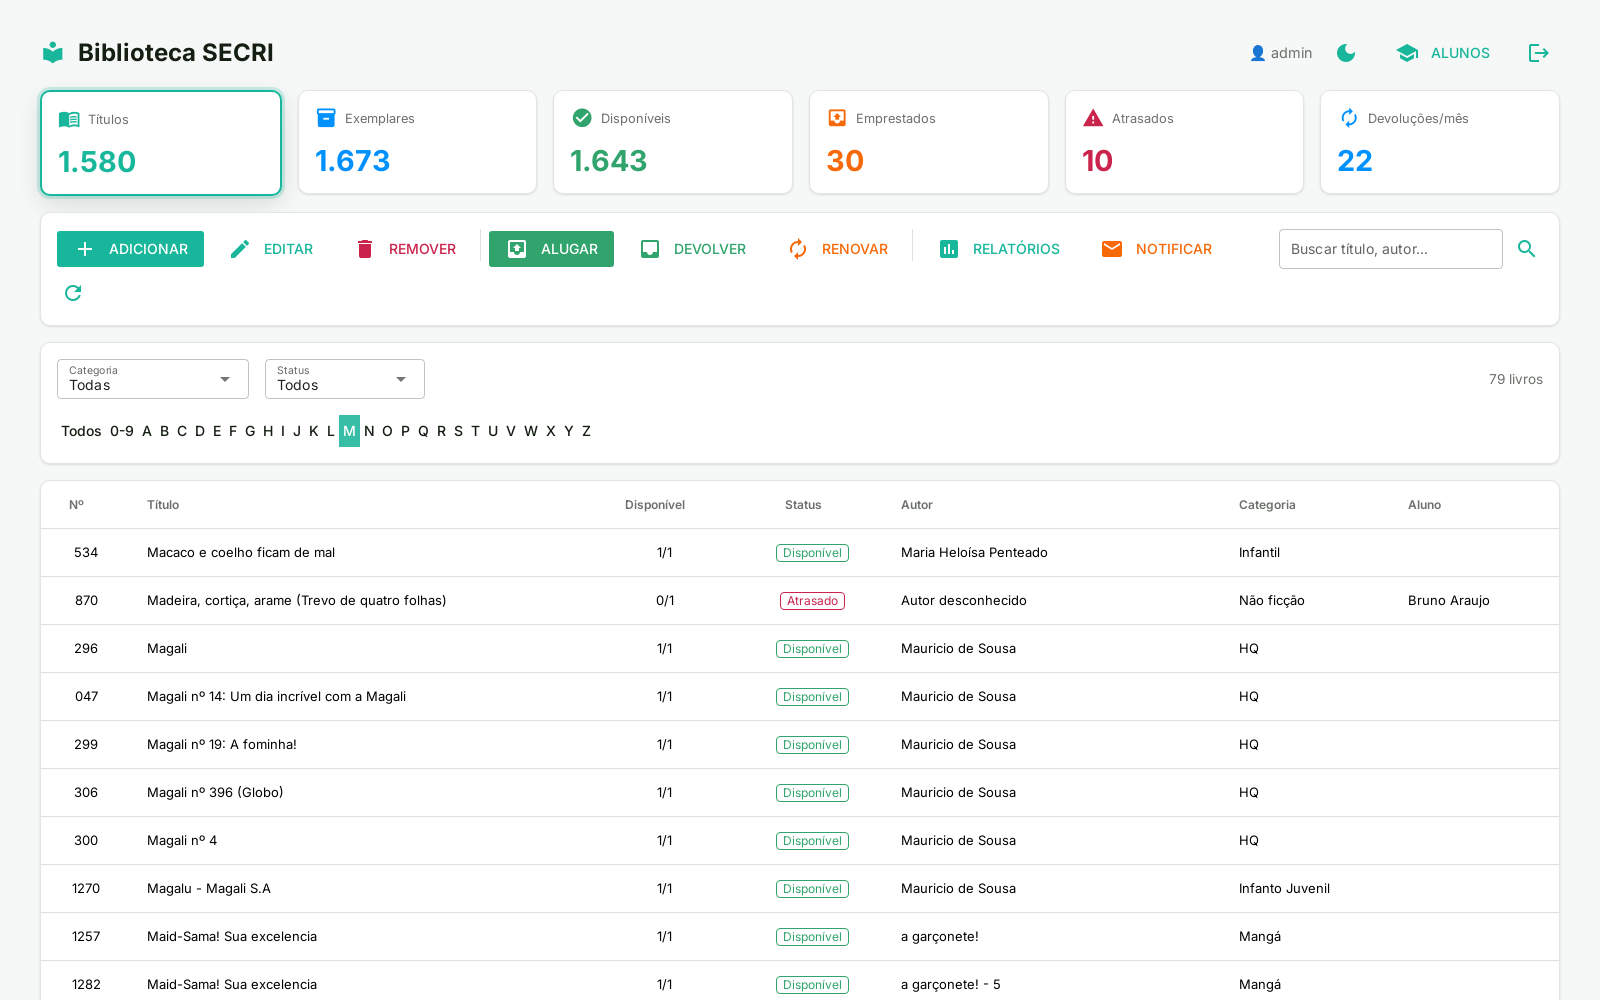 Biblioteca SECRI
admin
ALUNOS
Títulos
1.580
Exemplares
1.673
Disponíveis
1.643
Emprestados
30
Atrasados
10
Devoluções/mês
22
ADICIONAR EDITAR REMOVER ALUGAR DEVOLVER RENOVAR RELATÓRIOS NOTIFICAR Buscar título, autor...
Categoria
Todas
Status
Todos
79 livros
Todos 0-9 A B C D E F G H I J K L M N O P Q R S T U V W X Y Z
Nº Título Disponível Status Autor Categoria Aluno
534 Macaco e coelho ficam de mal 1/1 Disponível Maria Heloísa Penteado Infantil
870 Madeira, cortiça, arame (Trevo de quatro folhas) 0/1 Atrasado Autor desconhecido Não ficção Bruno Araujo
296 Magali 1/1 Disponível Mauricio de Sousa HQ
047 Magali nº 14: Um dia incrível com a Magali 1/1 Disponível Mauricio de Sousa HQ
299 Magali nº 19: A fominha! 1/1 Disponível Mauricio de Sousa HQ
306 Magali nº 396 (Globo) 1/1 Disponível Mauricio de Sousa HQ
300 Magali nº 4 1/1 Disponível Mauricio de Sousa HQ
1270 Magalu - Magali S.A 1/1 Disponível Mauricio de Sousa Infanto Juvenil
1257 Maid-Sama! Sua excelencia 1/1 Disponível a garçonete! Mangá
1282 Maid-Sama! Sua excelencia 1/1 Disponível a garçonete! - 5 Mangá